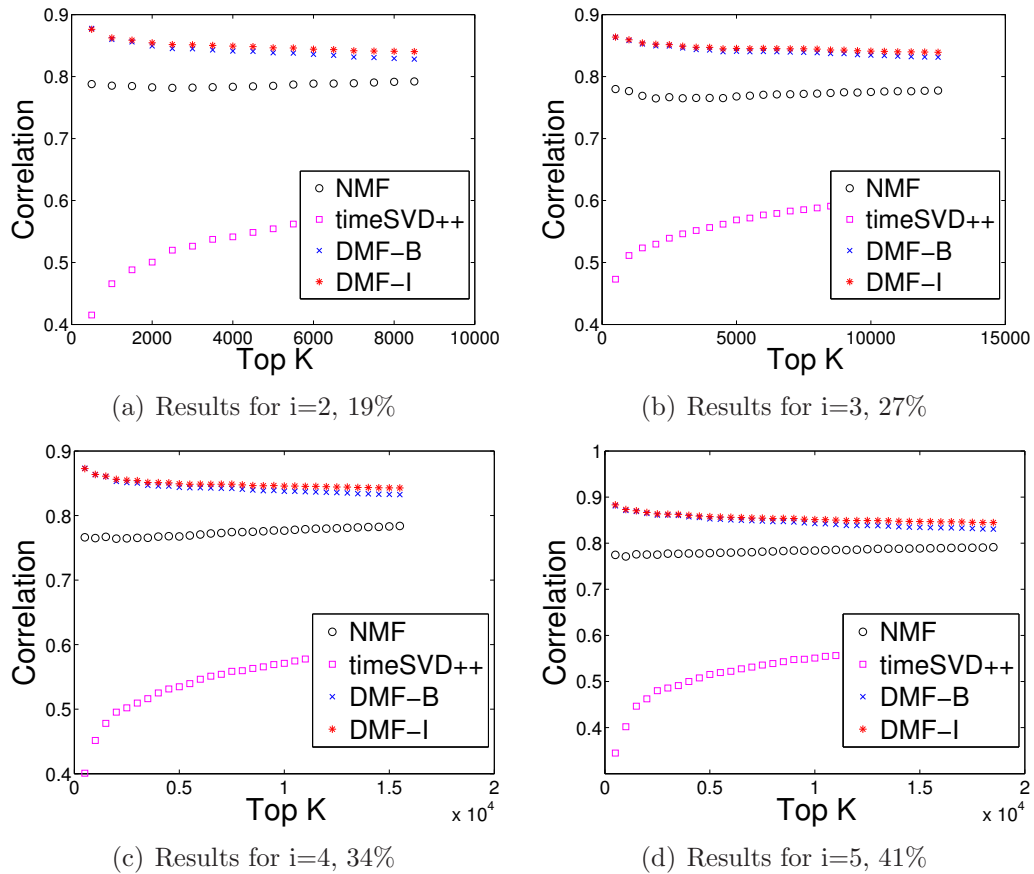 0.9
0.8
0.7
0.6
0.5
0.4
0
2000
4000
6000
8000
10000
Correlation
Top K
NMF
timeSVD++
DMF-B
DMF-I
(a) Results for i=2, 19%
0.9
0.8
0.7
0.6
0.5
0.4
0
5000
10000
15000
Correlation
Top K
NMF
timeSVD++
DMF-B
DMF-I
(b) Results for i=3, 27%
0.9
0.8
0.7
0.6
0.5
0.4
0
0.5
1
1.5
2
x 10^4
Correlation
Top K
NMF
timeSVD++
DMF-B
DMF-I
(c) Results for i=4, 34%
1
0.9
0.8
0.7
0.6
0.5
0.4
0
0.5
1
1.5
2
x 10^4
Correlation
Top K
NMF
timeSVD++
DMF-B
DMF-I
(d) Results for i=5, 41%